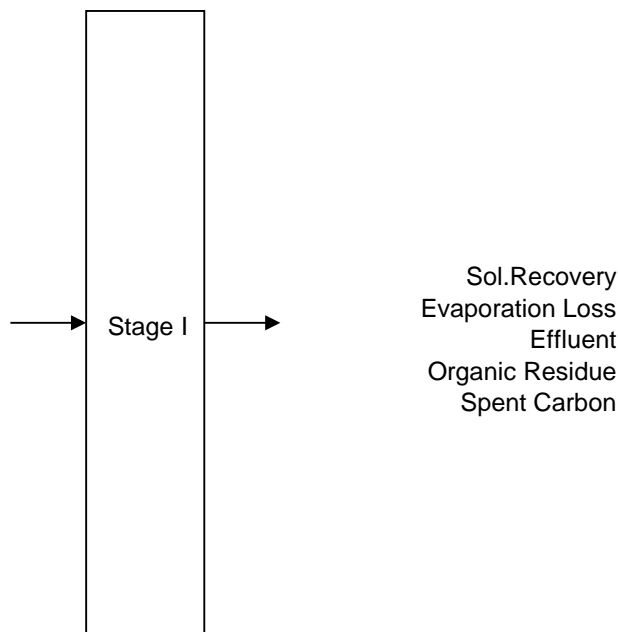 Stage I
Sol.Recovery
Evaporation Loss
Effluent
Organic Residue
Spent Carbon